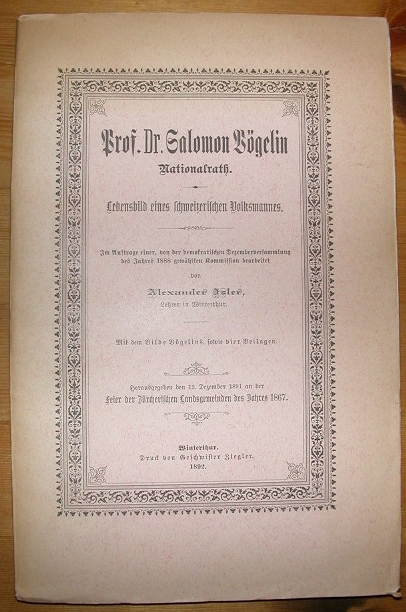 Prof. Dr. Salomon Vögelin
Nationalrath.
Lebensbild eines schweizerischen Volksmannes.
Im Auftrage einer, von der demokratischen Dezemberversammlung
des Jahres 1888 gewählten Kommission bearbeitet
von
Alexander Isler,
Lehrer in Winterthur.
Mit dem Bilde Vögelins, sowie vier Beilagen.
Herausgegeben den 13. Dezember 1891 an der
Feier der Zürcherischen Landsgemeinden des Jahres 1867.
Winterthur.
Druck von Geschwister Ziegler.
1892.